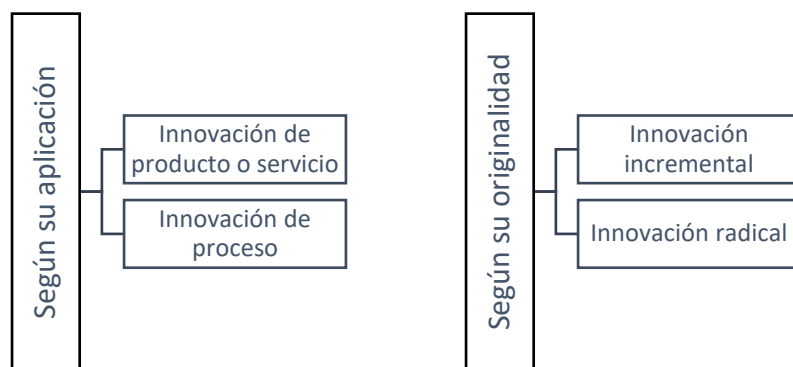 Según su aplicación
Innovación de
producto o servicio
Innovación de
proceso
Según su originalidad
Innovación
incremental
Innovación radical